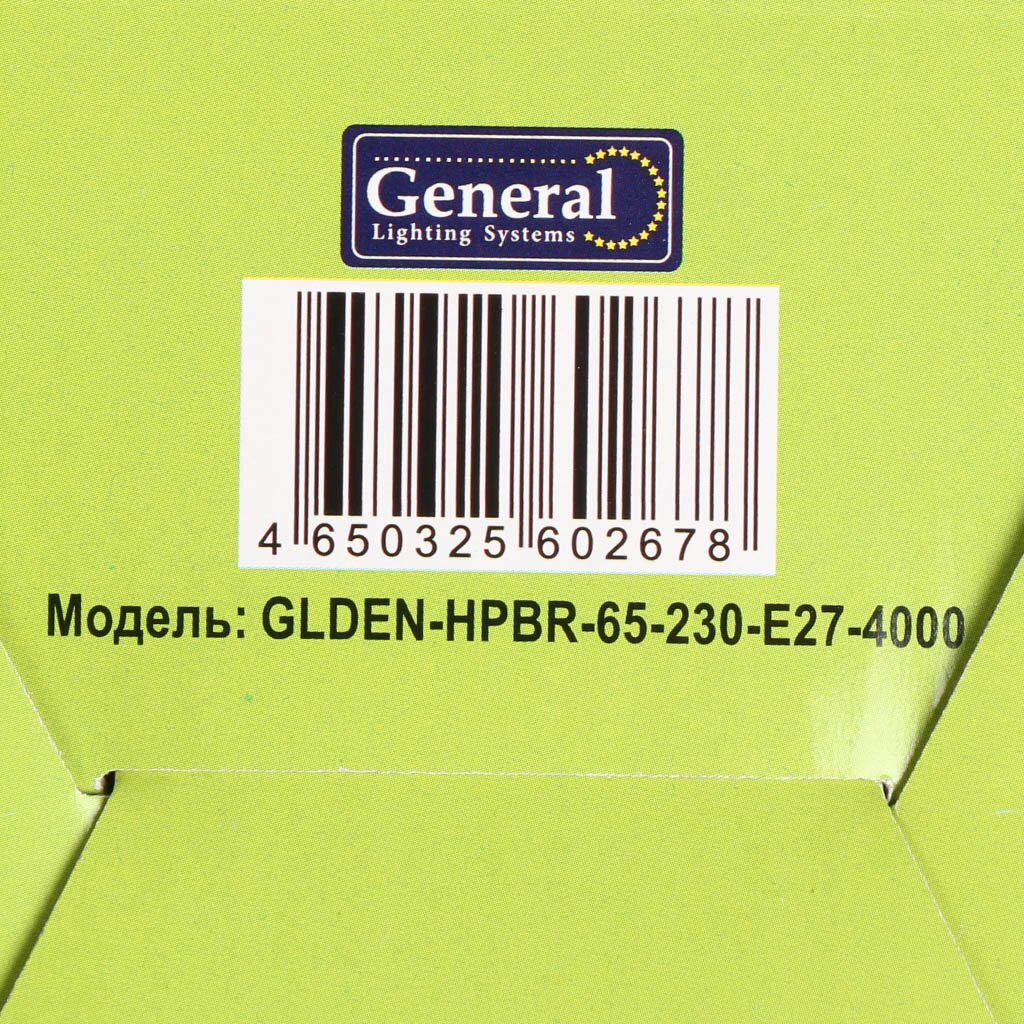 General
Lighting Systems
4 650325 602678
Модель: GLDEN-HPBR-65-230-E27-4000